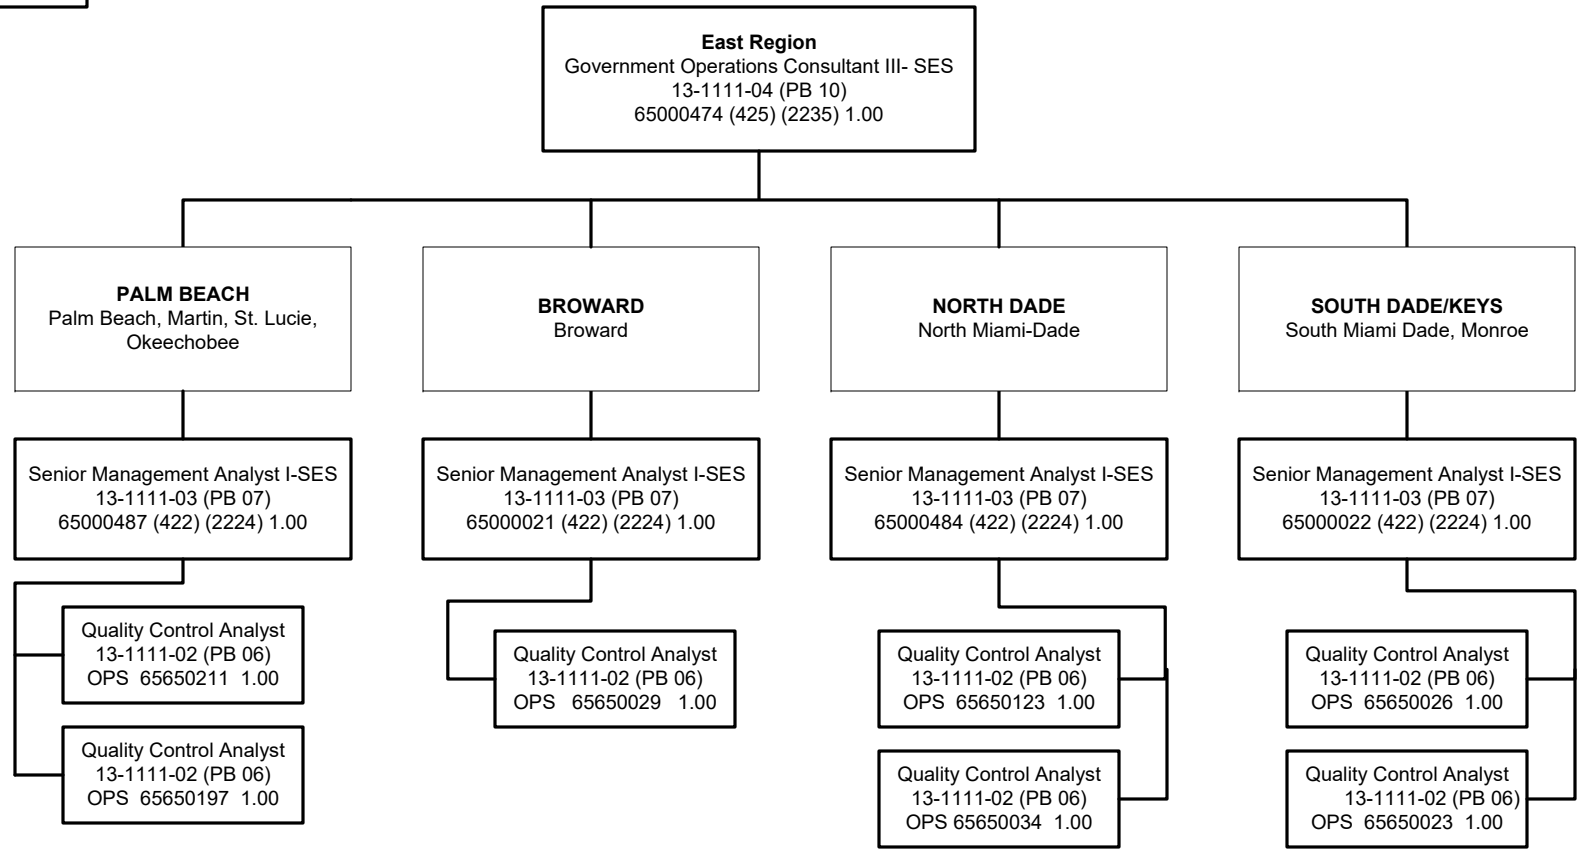 East Region
Government Operations Consultant III- SES
13-1111-04 (PB 10)
65000474 (425) (2235) 1.00
PALM BEACH
Palm Beach, Martin, St. Lucie,
Okeechobee
BROWARD
Broward
NORTH DADE
North Miami-Dade
SOUTH DADE/KEYS
South Miami Dade, Monroe
Senior Management Analyst I-SES
13-1111-03 (PB 07)
65000487 (422) (2224) 1.00
Senior Management Analyst I-SES
13-1111-03 (PB 07)
65000021 (422) (2224) 1.00
Senior Management Analyst I-SES
13-1111-03 (PB 07)
65000484 (422) (2224) 1.00
Senior Management Analyst I-SES
13-1111-03 (PB 07)
65000022 (422) (2224) 1.00
Quality Control Analyst
13-1111-02 (PB 06)
OPS 65650211 1.00
Quality Control Analyst
13-1111-02 (PB 06)
OPS 65650197 1.00
Quality Control Analyst
13-1111-02 (PB 06)
OPS 65650029 1.00
Quality Control Analyst
13-1111-02 (PB 06)
OPS 65650123 1.00
Quality Control Analyst
13-1111-02 (PB 06)
OPS 65650034 1.00
Quality Control Analyst
13-1111-02 (PB 06)
OPS 65650026 1.00
Quality Control Analyst
13-1111-02 (PB 06)
OPS 65650023 1.00